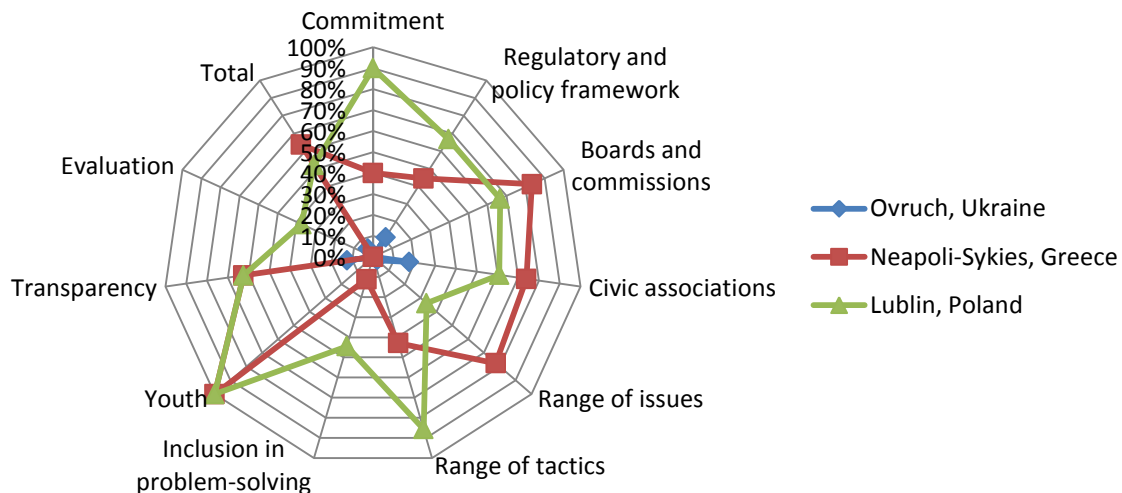 Commitment
100%
90%
80%
70%
60%
50%
40%
30%
20%
10%
0%
Regulatory and
policy framework
Boards and
commissions
Civic associations
Range of issues
Range of tactics
Inclusion in
problem-solving
Youth
Transparency
Evaluation
Total
Ovruch, Ukraine
Neapoli-Sykies, Greece
Lublin, Poland